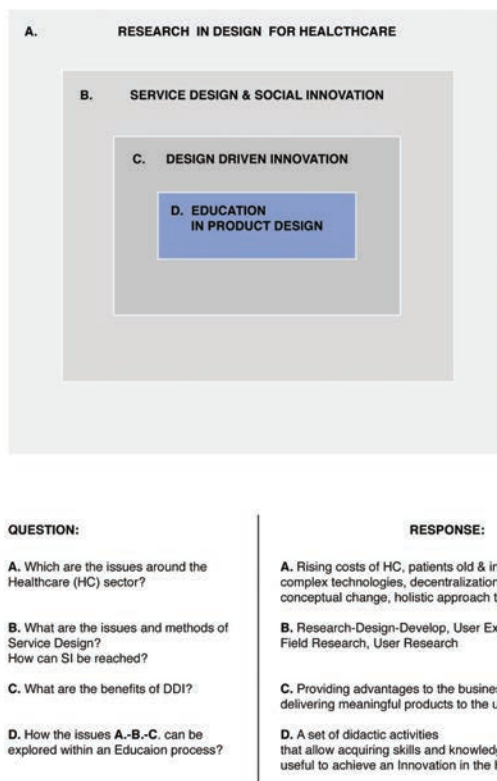 A. RESEARCH IN DESIGN FOR HEALCTHCARE
B. SERVICE DESIGN & SOCIAL INNOVATION
C. DESIGN DRIVEN INNOVATION
D. EDUCATION
IN PRODUCT DESIGN
QUESTION:
A. Which are the issues around the
Healthcare (HC) sector?
B. What are the issues and methods of
Service Design?
How can SI be reached?
C. What are the benefits of DDI?
D. How the issues A.-B.-C. can be
explored within an Educaion process?
RESPONSE:
A. Rising costs of HC, patients old &
complex technologies, decentralization
conceptual change, holistic approach
B. Research-Design-Develop, User
Field Research, User Research
C. Providing advantages to the
delivering meaningful products to the
D. A set of didactic activities
that allow acquiring skills and
useful to achieve an Innovation in the